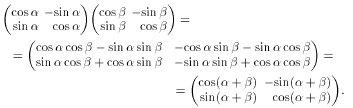 (cos α −sin α) (cos β −sin β) =
(sin α cos α) (sin β cos β)
= (cos α cos β − sin α sin β −cos α sin β − sin α cos β) =
(sin α cos β + cos α sin β −sin α sin β + cos α cos β)
= (cos(α + β) −sin(α + β))
(sin(α + β) cos(α + β)).